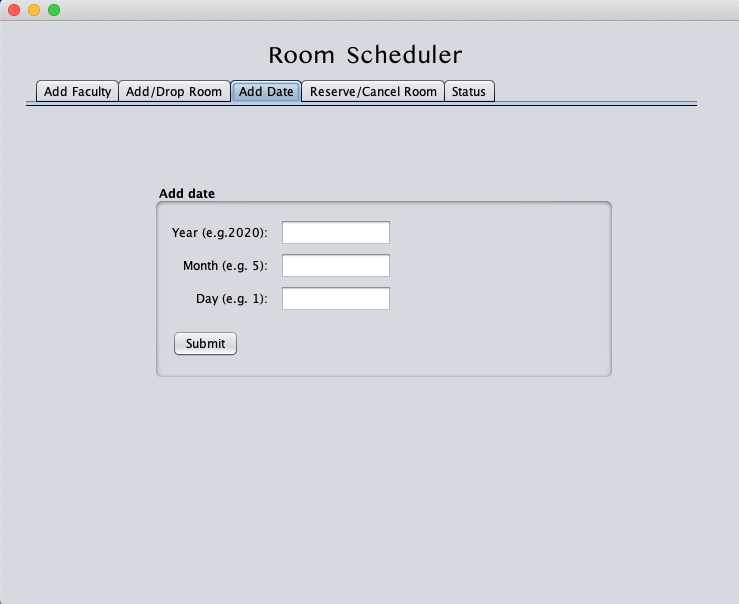 Room Scheduler
Add Faculty Add/Drop Room Add Date Reserve/Cancel Room Status
Add date
Year (e.g.2020):
Month (e.g. 5):
Day (e.g. 1):
Submit